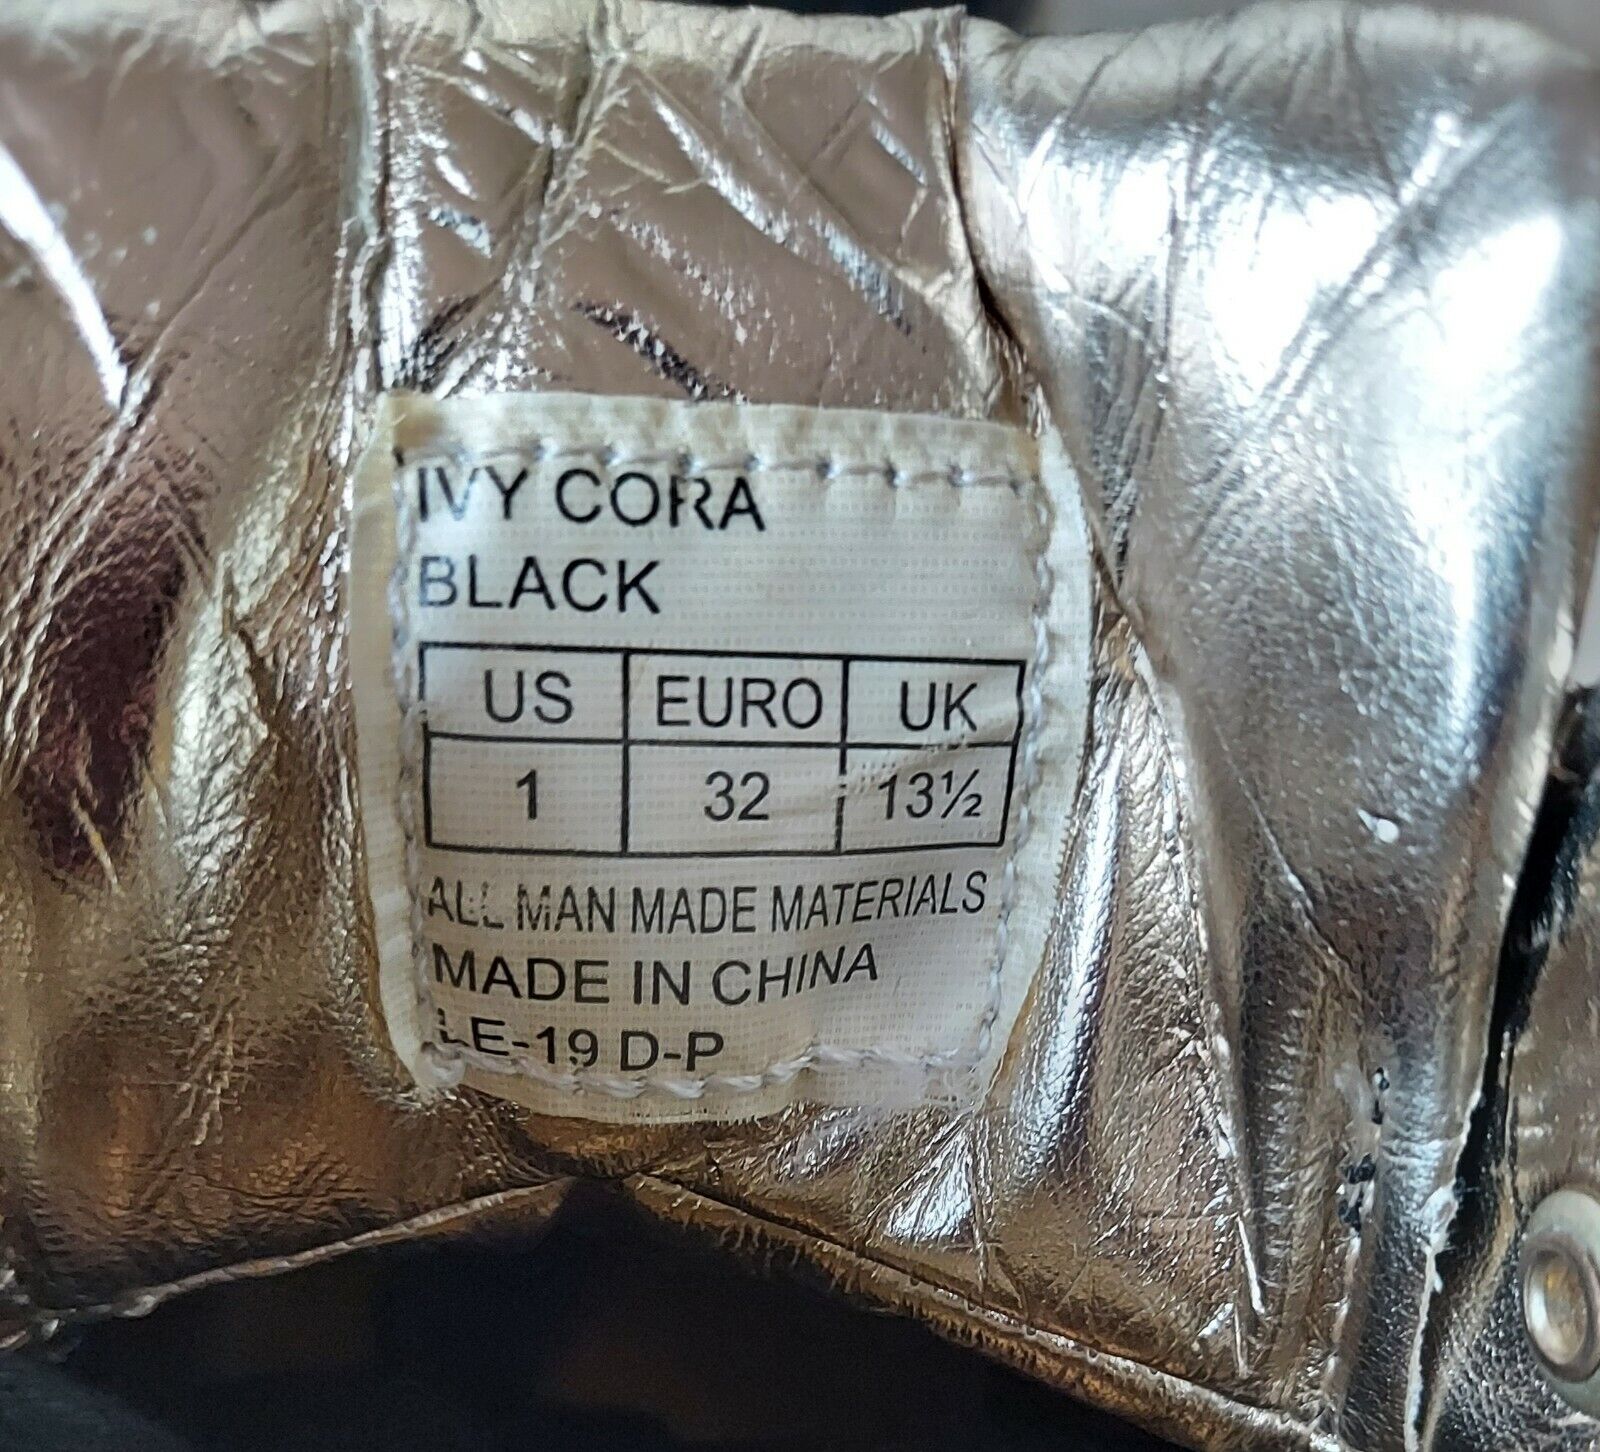 IVY CORA
BLACK
US EURO UK
1 32 13½
ALL MAN MADE MATERIALS
MADE IN CHINA
LE-19 D-P